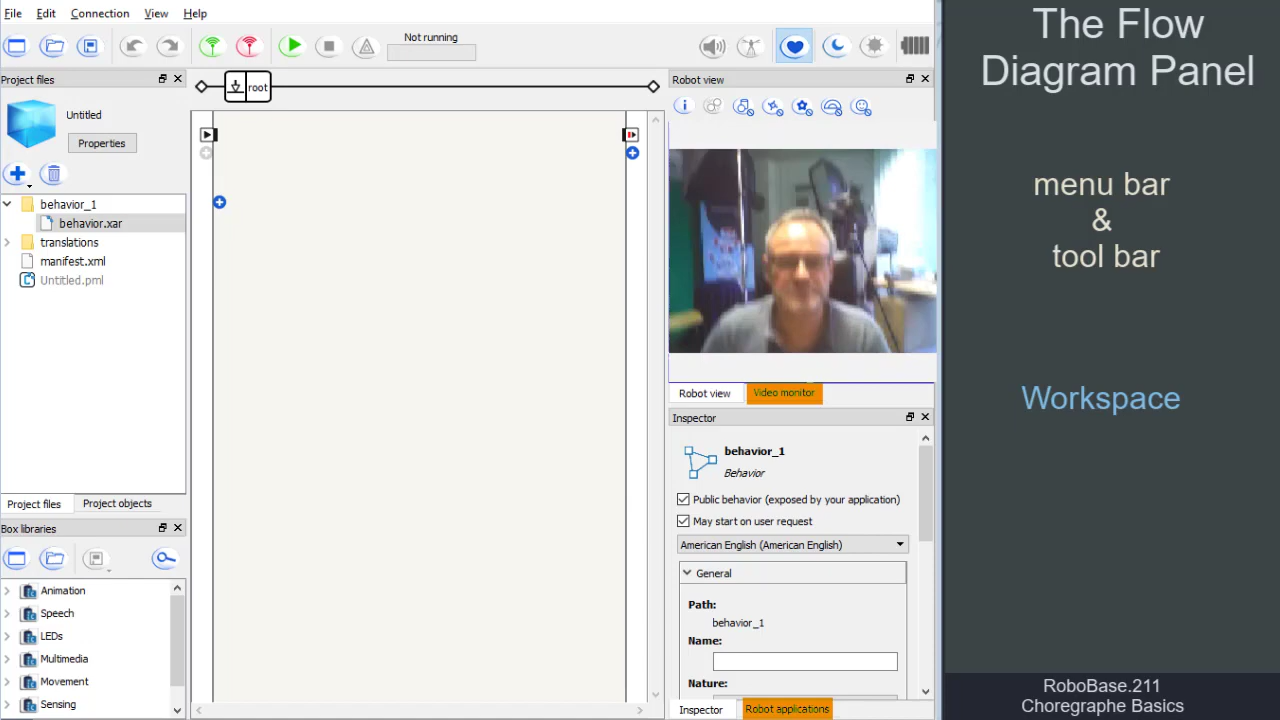 File Edit Connection View Help
Not running
Project files
Untitled
Properties
behavior_1
behavior.xar
translations
manifest.xml
Untitled.pml
Project files Project objects
Box libraries
Animation
Speech
LEDs
Multimedia
Movement
Sensing
root
Robot view
Robot view Video monitor
Inspector
behavior_1
Behavior
Public behavior (exposed by your application)
May start on user request
American English (American English)
General
Path:
behavior_1
Name:
Nature:
Inspector Robot applications
The Flow
Diagram Panel
menu bar
&
tool bar
Workspace
RoboBase.211
Choregraphe Basics